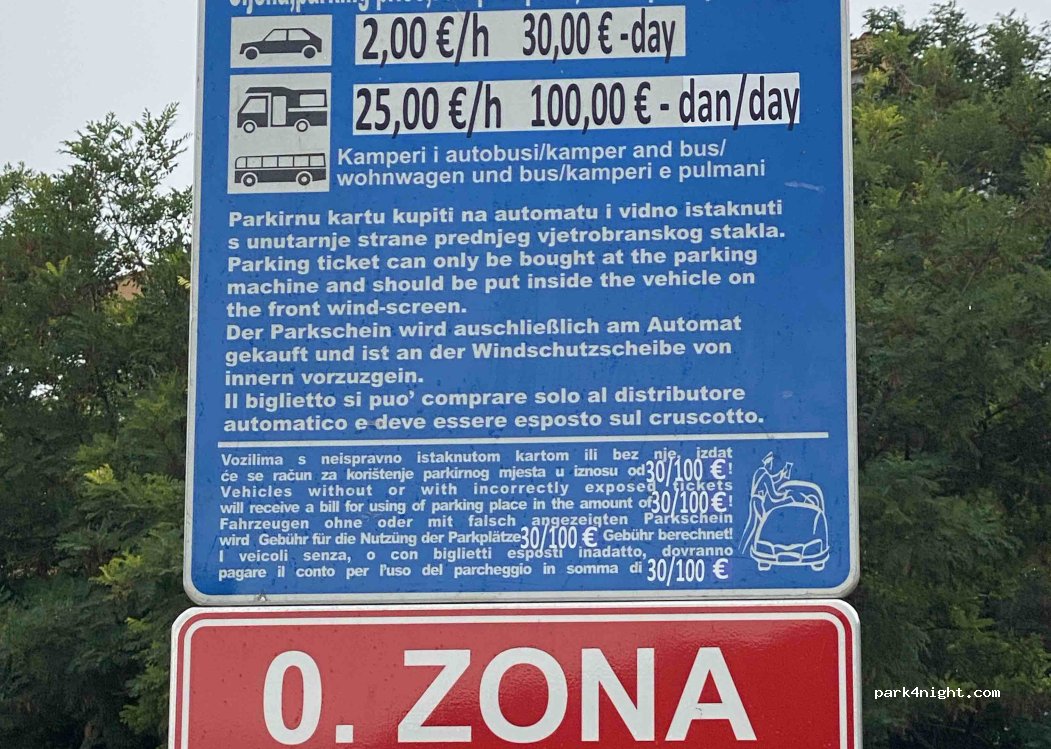 2,00 €/h 30,00 € -day
25,00 €/h 100,00 € - dan/day
Kamperi i autobusi/kamper and bus/
wohnwagen und bus/kamperi e pulmani
Parkirnu kartu kupiti na automatu i vidno istaknuti
s unutarnje strane prednjeg vjetrobranskog stakla.
Parking ticket can only be bought at the parking
machine and should be put inside the vehicle on
the front wind-screen.
Der Parkschein wird auschließlich am Automat
gekauft und ist an der Windschutzscheibe von
innern vorzuzgein.
Il biglietto si puo' comprare solo al distributore
automatico e deve essere esposto sul cruscotto.
Vozilima s neispravno istaknutom kartom ili bez nje, izdat
će se račun za korištenje parkirnog mjesta u iznosu od 30/100 €!
Vehicles without or with incorrectly exposed tickets
will receive a bill for using of parking place in the amount of 30/100 €!
Fahrzeugen ohne oder mit falsch angezeigten Parkschein
wird Gebühr für die Nutzung der Parkplätze 30/100 € Gebühr berechnet!
I veicoli senza, o con biglietti esposti inadatto, dovranno
pagare il conto per l'uso del parcheggio in somma di 30/100 €
0. ZONA
park4night.com